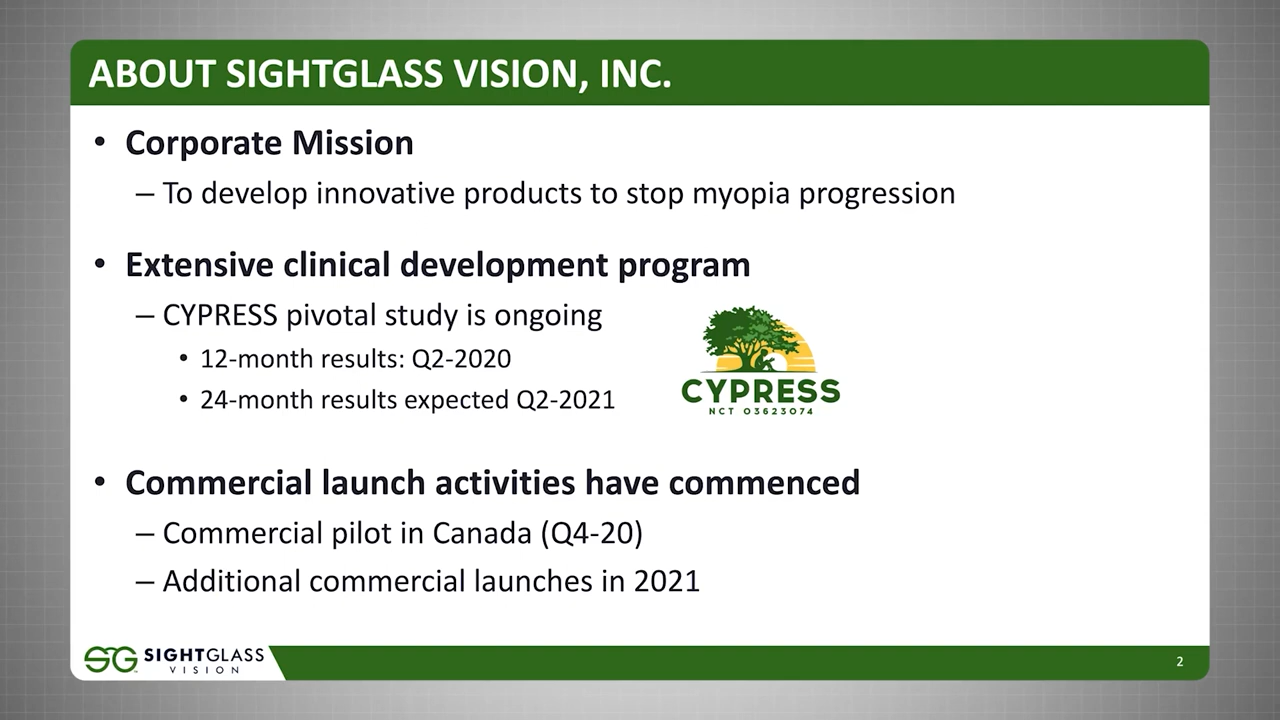 ABOUT SIGHTGLASS VISION, INC.
• Corporate Mission
– To develop innovative products to stop myopia progression
• Extensive clinical development program
– CYPRESS pivotal study is ongoing
• 12-month results: Q2-2020
• 24-month results expected Q2-2021
CYPRESS
NCT 03623074
• Commercial launch activities have commenced
– Commercial pilot in Canada (Q4-20)
– Additional commercial launches in 2021
SG SIGHTGLASS
VISION
2